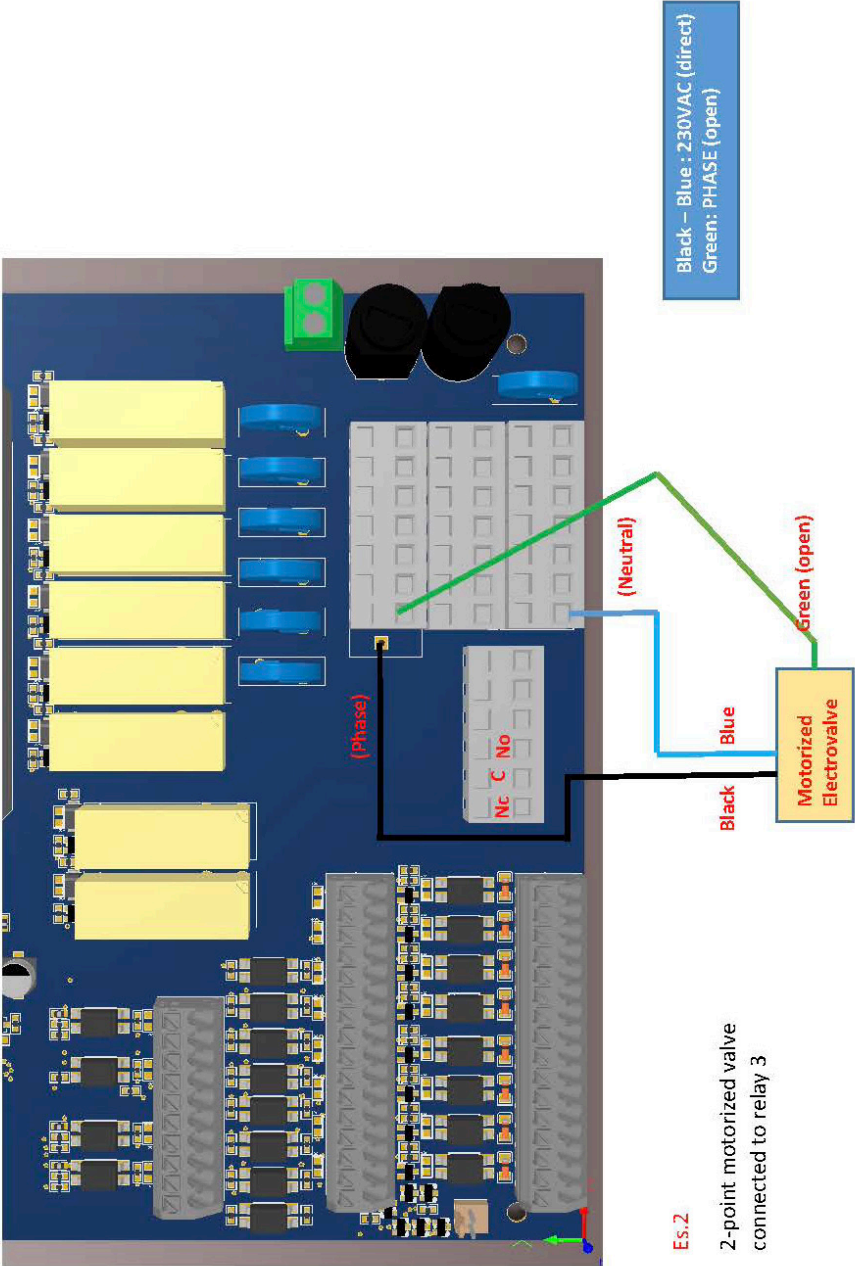 Es.2
2-point motorized valve
connected to relay 3
(Phase)
Nc C No
(Neutral)
Black
Blue
Green (open)
Motorized
Electrovalve
Black – Blue : 230VAC (direct)
Green: PHASE (open)